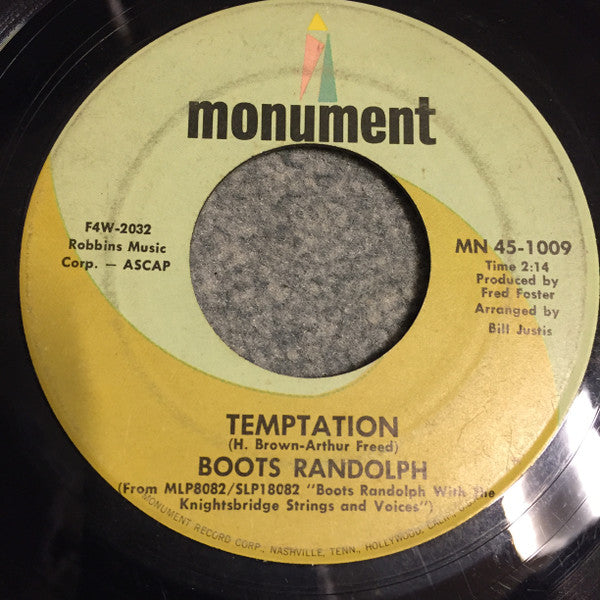 monument
F4W-2032
Robbins Music
Corp. — ASCAP
MN 45-1009
Time 2:14
Produced by
Fred Foster
Arranged by
Bill Justis
TEMPTATION
(H. Brown-Arthur Freed)
BOOTS RANDOLPH
(From MLP8082/SLP18082 "Boots Randolph With The
Knightsbridge Strings and Voices")
MONUMENT RECORD CORP., NASHVILLE, TENN., HOLLYWOOD, CALIF.